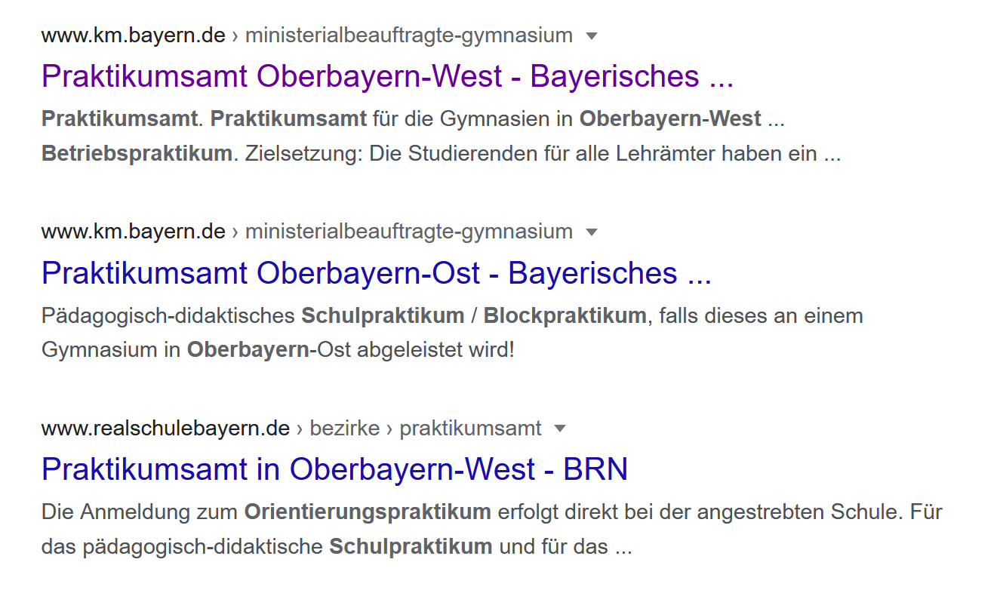 www.km.bayern.de › ministerialbeauftragte-gymnasium
Praktikumsamt Oberbayern-West - Bayerisches ...
Praktikumsamt. Praktikumsamt für die Gymnasien in Oberbayern-West ...
Betriebspraktikum. Zielsetzung: Die Studierenden für alle Lehrämter haben ein ...
www.km.bayern.de › ministerialbeauftragte-gymnasium
Praktikumsamt Oberbayern-Ost - Bayerisches ...
Pädagogisch-didaktisches Schulpraktikum / Blockpraktikum, falls dieses an einem
Gymnasium in Oberbayern-Ost abgeleistet wird!
www.realschulebayern.de › bezirke › praktikumsamt
Praktikumsamt in Oberbayern-West - BRN
Die Anmeldung zum Orientierungspraktikum erfolgt direkt bei der angestrebten Schule. Für
das pädagogisch-didaktische Schulpraktikum und für das ...